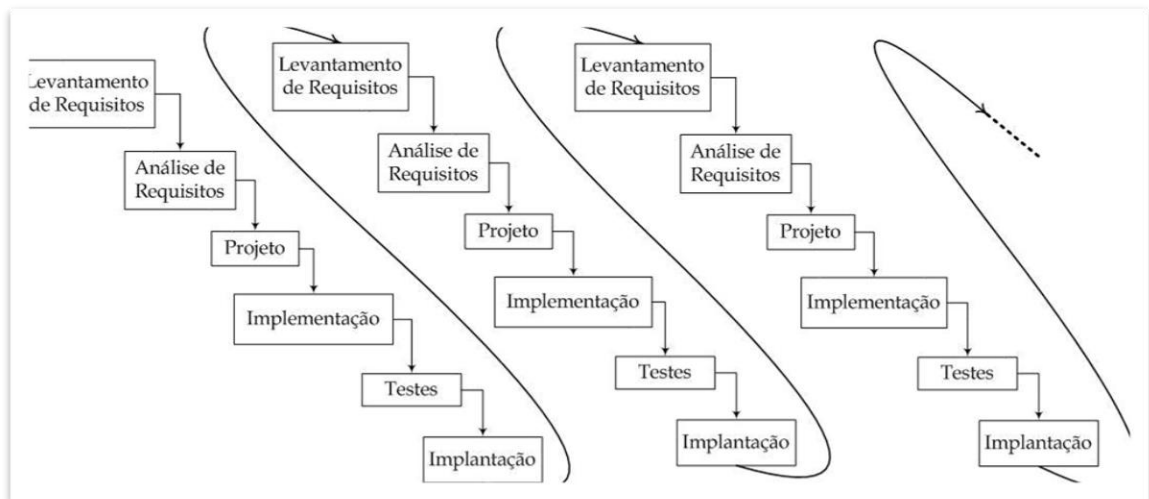 Levantamento
de Requisitos
Análise de
Requisitos
Projeto
Implementação
Testes
Implantação
Levantamento
de Requisitos
Análise de
Requisitos
Projeto
Implementação
Testes
Implantação
Levantamento
de Requisitos
Análise de
Requisitos
Projeto
Implementação
Testes
Implantação